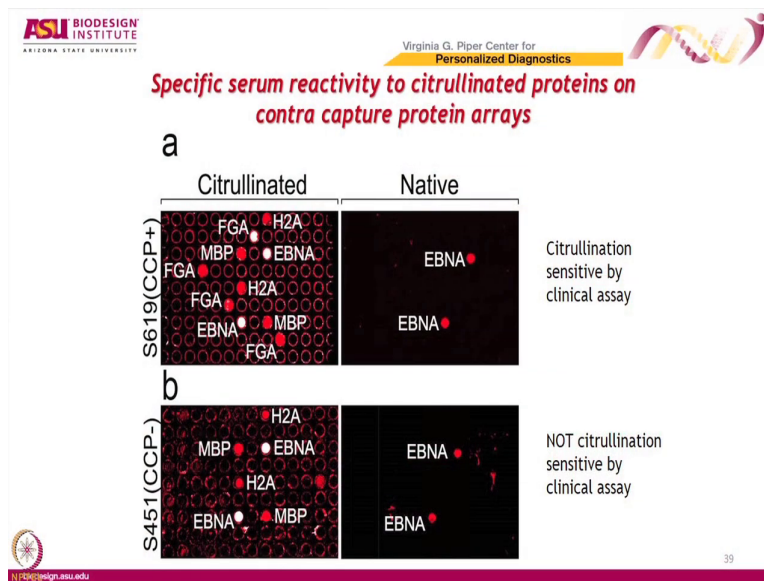 ASU BIODESIGN
INSTITUTE
ARIZONA STATE UNIVERSITY
Virginia G. Piper Center for
Personalized Diagnostics
Specific serum reactivity to citrullinated proteins on
contra capture protein arrays
a
Citrullinated
Native
S619(CCP+)
FGA
H2A
MBP
EBNA
FGA
H2A
FGA
EBNA
MBP
FGA
EBNA
EBNA
Citrullination
sensitive by
clinical assay
b
S451(CCP-)
H2A
MBP
EBNA
H2A
EBNA
MBP
EBNA
EBNA
NOT citrullination
sensitive by
clinical assay
39
design.asu.edu